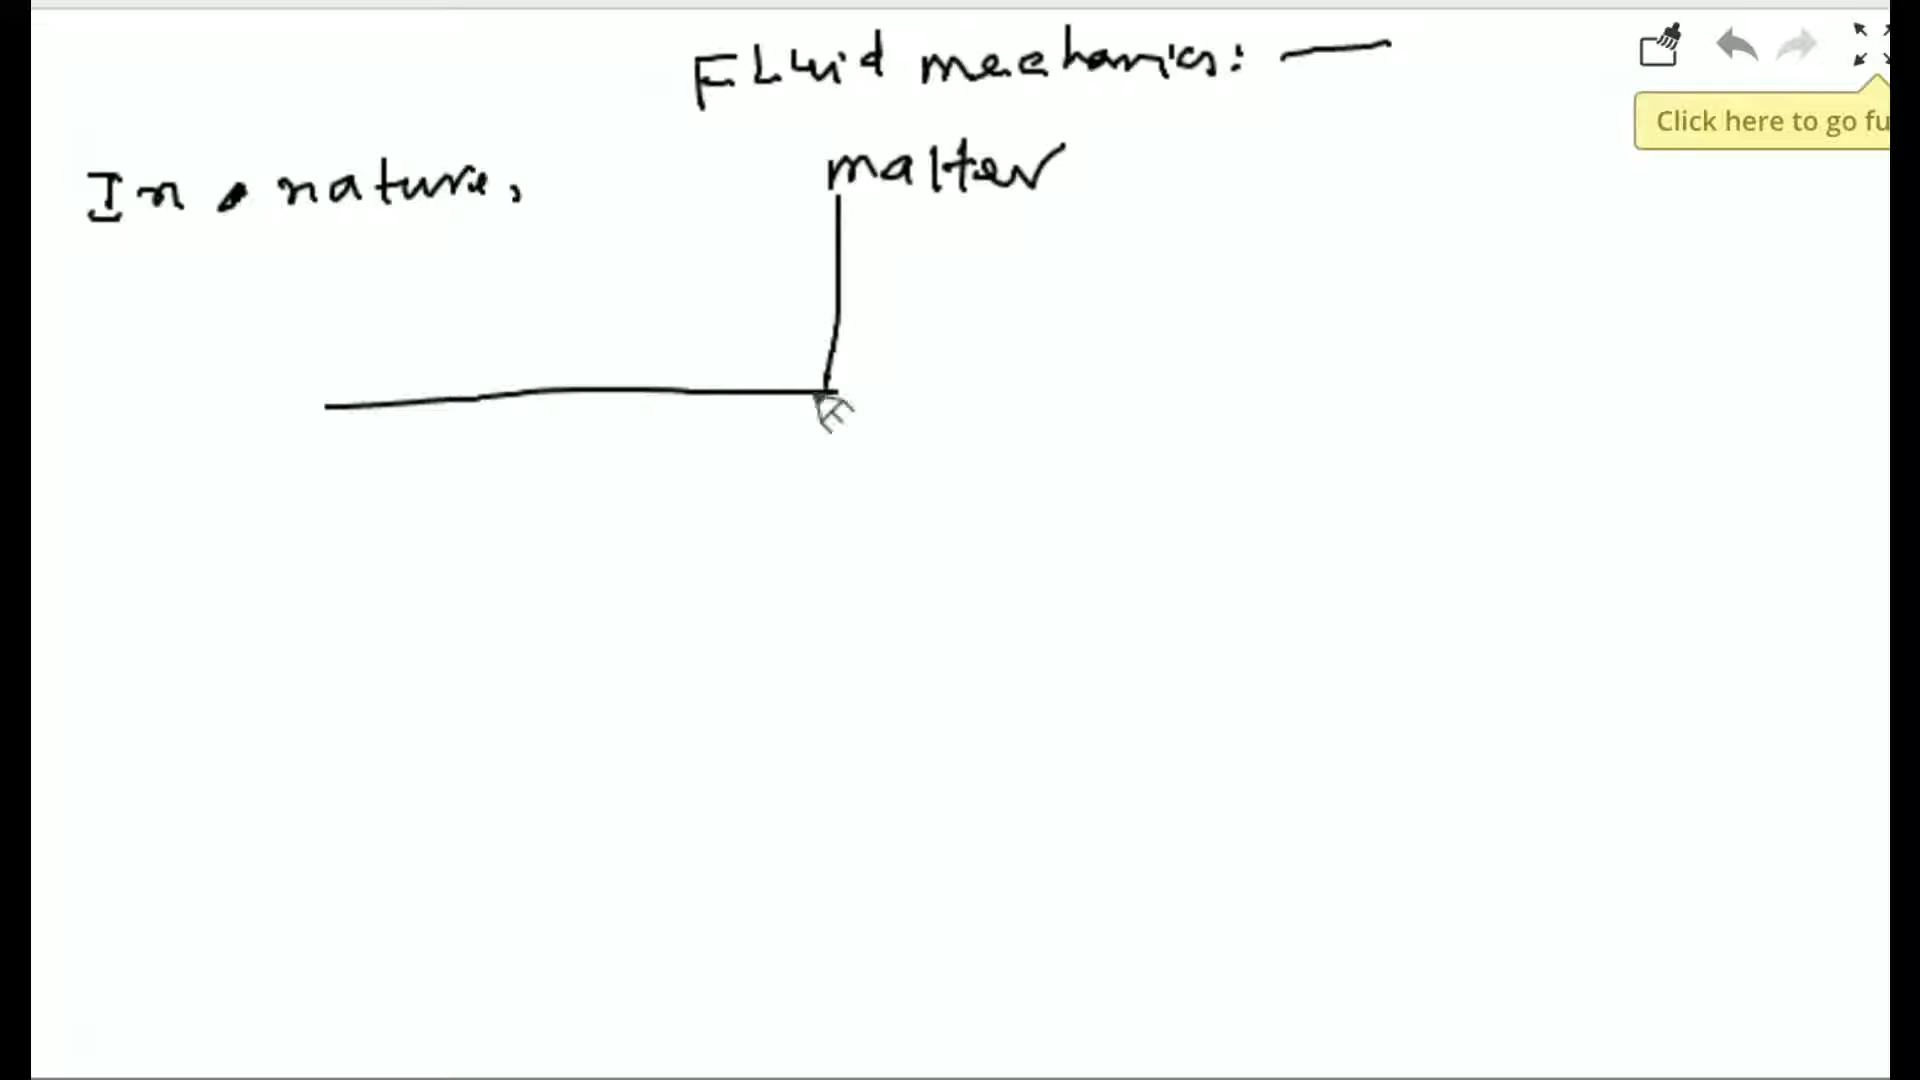 Fluid mechanics: —
Click here to go fu
In nature, matter